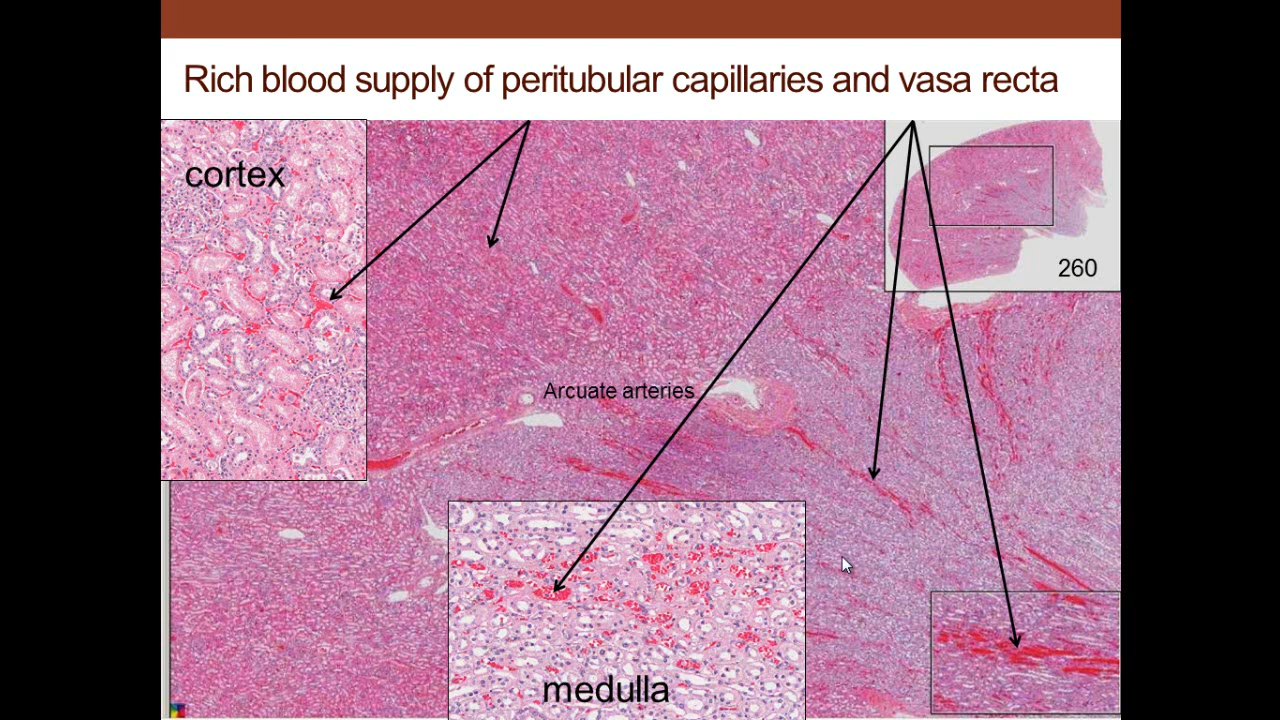 Rich blood supply of peritubular capillaries and vasa recta
cortex
260
Arcuate arteries
medulla